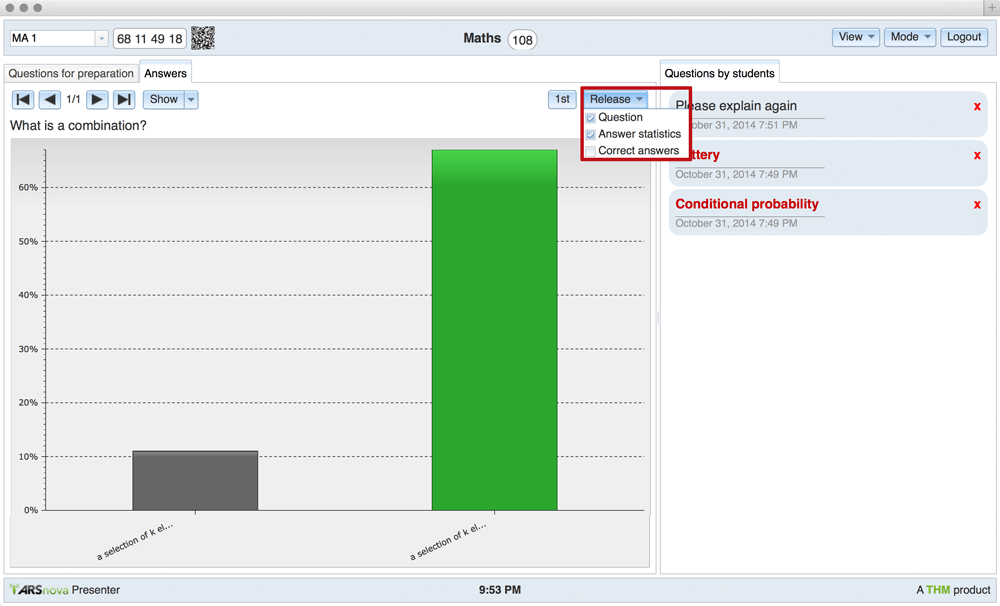 MA 1
68 11 49 18
Maths 108
View
Mode
Logout
Questions for preparation
Answers
1/1
Show
1st
Release
Question
Answer statistics
Correct answers
What is a combination?
60%
50%
40%
30%
20%
10%
0%
a selection of k el...
a selection of k el...
Questions by students
Please explain again
x
ober 31, 2014 7:51 PM
ttery
x
October 31, 2014 7:49 PM
Conditional probability
x
October 31, 2014 7:49 PM
ARSnova Presenter
9:53 PM
A THM product